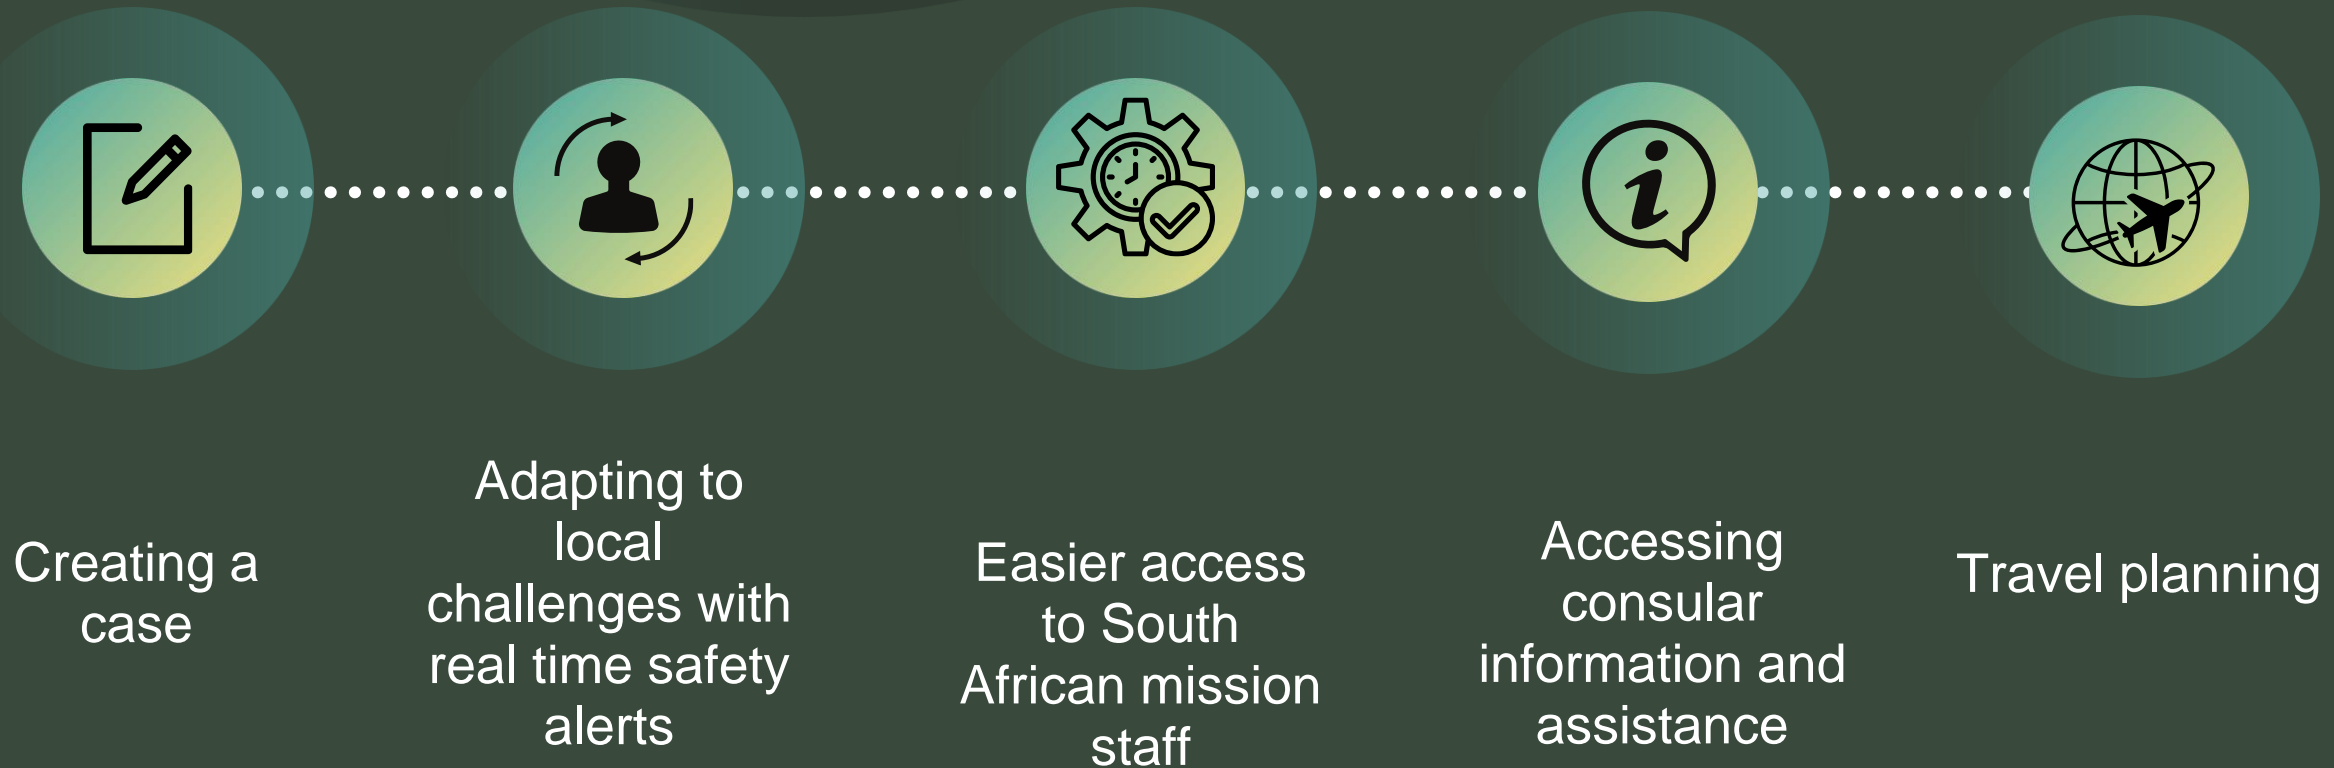 Creating a
case
Adapting to
local
challenges with
real time safety
alerts
Easier access
to South
African mission
staff
Accessing
consular
information and
assistance
Travel planning